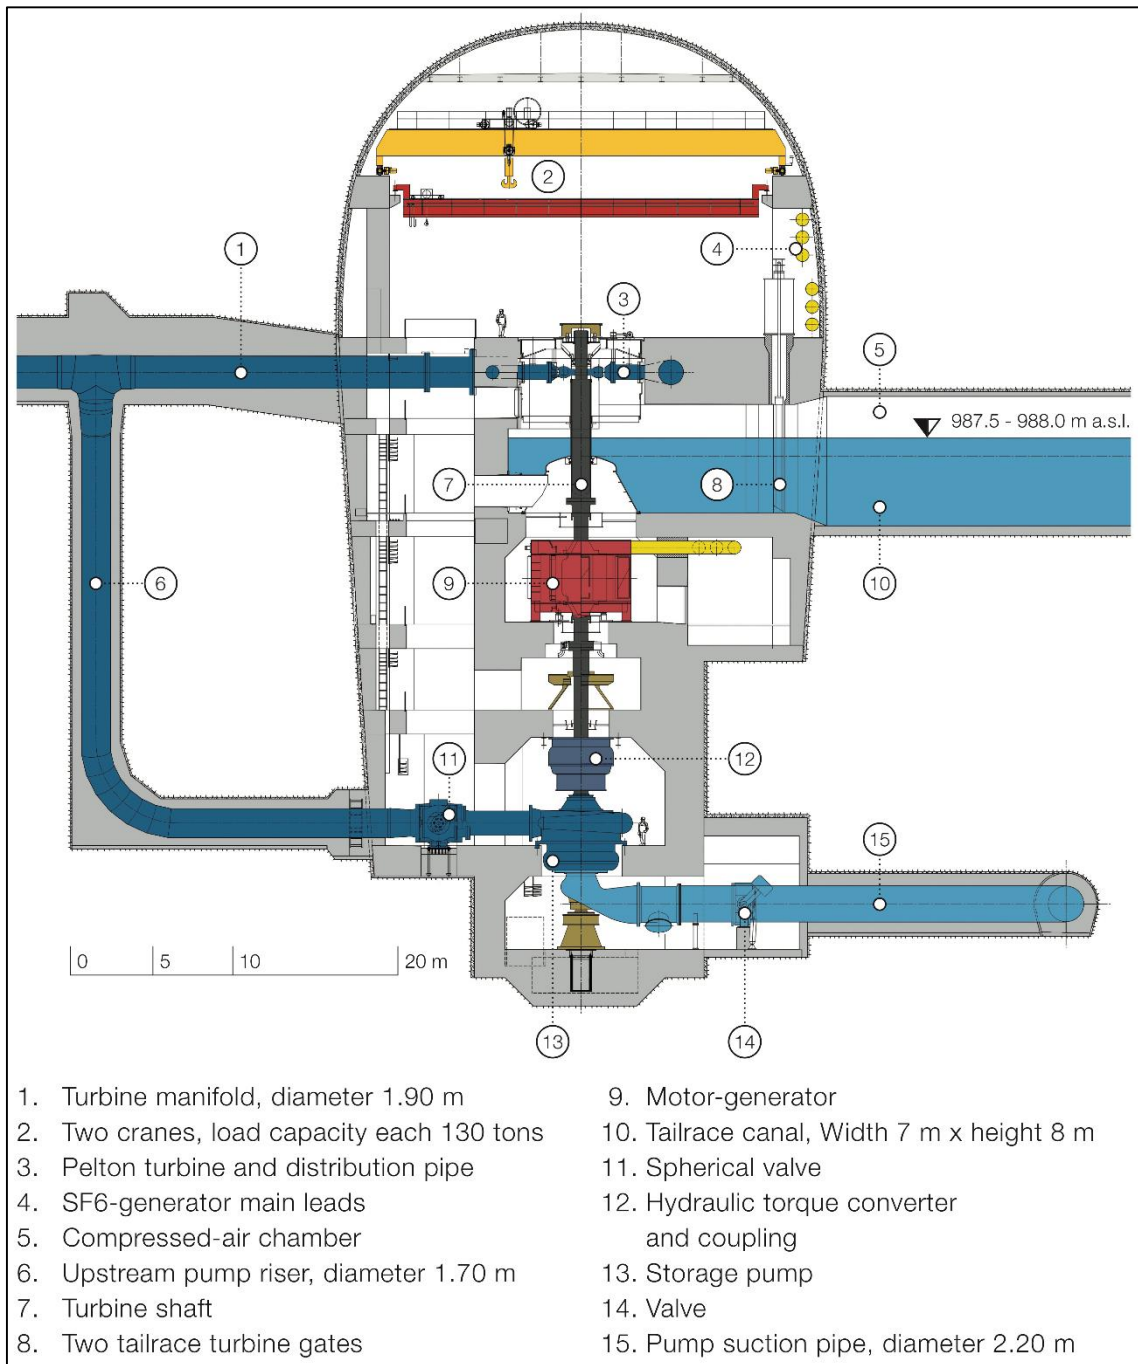 2
1
4
3
5
987.5 - 988.0 m a.s.l.
7
8
6
9
10
11
12
15
0 5 10 20 m
13
14
1. Turbine manifold, diameter 1.90 m
2. Two cranes, load capacity each 130 tons
3. Pelton turbine and distribution pipe
4. SF6-generator main leads
5. Compressed-air chamber
6. Upstream pump riser, diameter 1.70 m
7. Turbine shaft
8. Two tailrace turbine gates
9. Motor-generator
10. Tailrace canal, Width 7 m x height 8 m
11. Spherical valve
12. Hydraulic torque converter
and coupling
13. Storage pump
14. Valve
15. Pump suction pipe, diameter 2.20 m